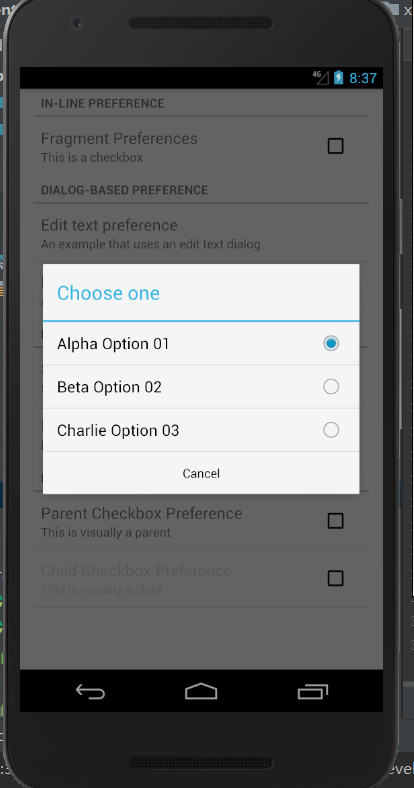 4G 8:37
IN-LINE PREFERENCE
Fragment Preferences
This is a checkbox
DIALOG-BASED PREFERENCE
Edit text preference
An example that uses an edit text dialog
Choose one
Alpha Option 01
Beta Option 02
Charlie Option 03
Cancel
Parent Checkbox Preference
This is visually a parent
Child Checkbox Preference
This is visually a child